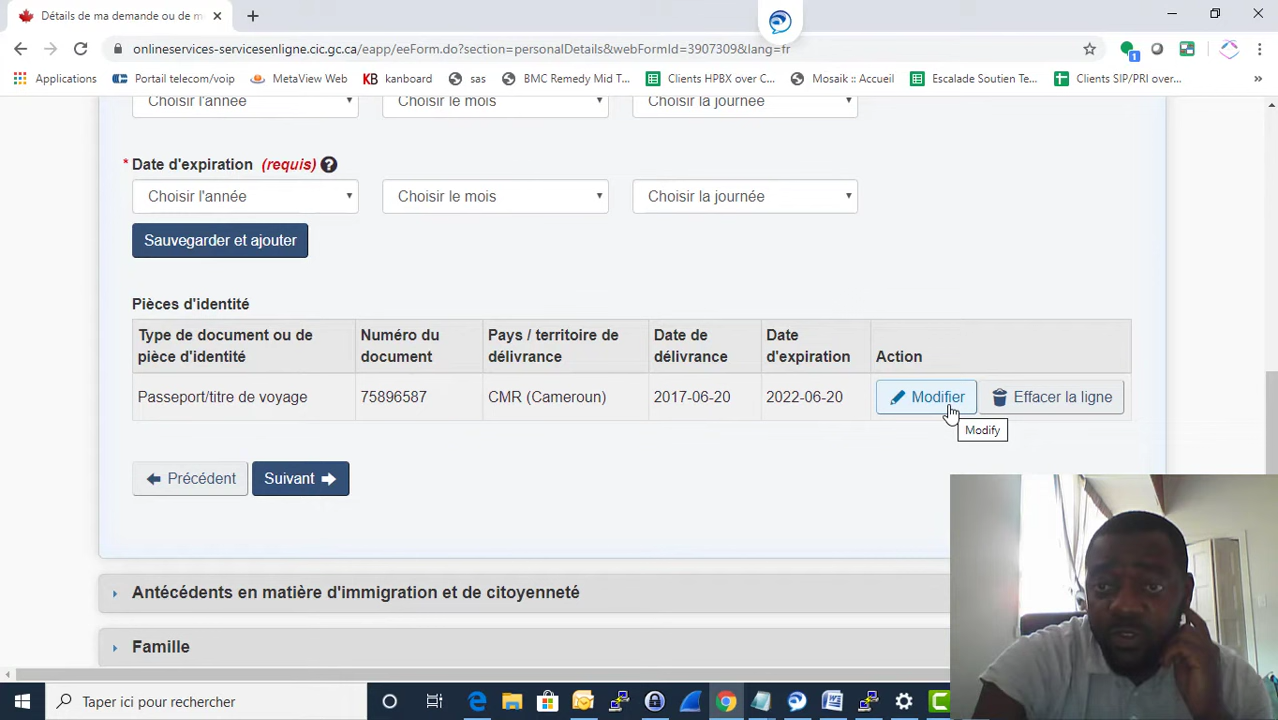 Détails de ma demande ou de m
onlineservices-servicesenligne.cic.gc.ca/eapp/eeForm.do?section=personalDetails&webFormId=3907309&lang=fr
1
Applications Portail telecom/voip MetaView Web KB kanboard sas BMC Remedy Mid T... Clients HPBX over C... Mosaik :: Accueil Escalade Soutien Te... Clients SIP/PRI over... »
Choisir l'année Choisir le mois Choisir la journée
* Date d'expiration (requis) ?
Choisir l'année Choisir le mois Choisir la journée
Sauvegarder et ajouter
Pièces d'identité
Type de document ou de pièce d'identité Numéro du document Pays / territoire de délivrance Date de délivrance Date d'expiration Action
Passeport/titre de voyage 75896587 CMR (Cameroun) 2017-06-20 2022-06-20 Modifier Effacer la ligne
Modify
Précédent Suivant
Antécédents en matière d'immigration et de citoyenneté
Famille
Taper ici pour rechercher